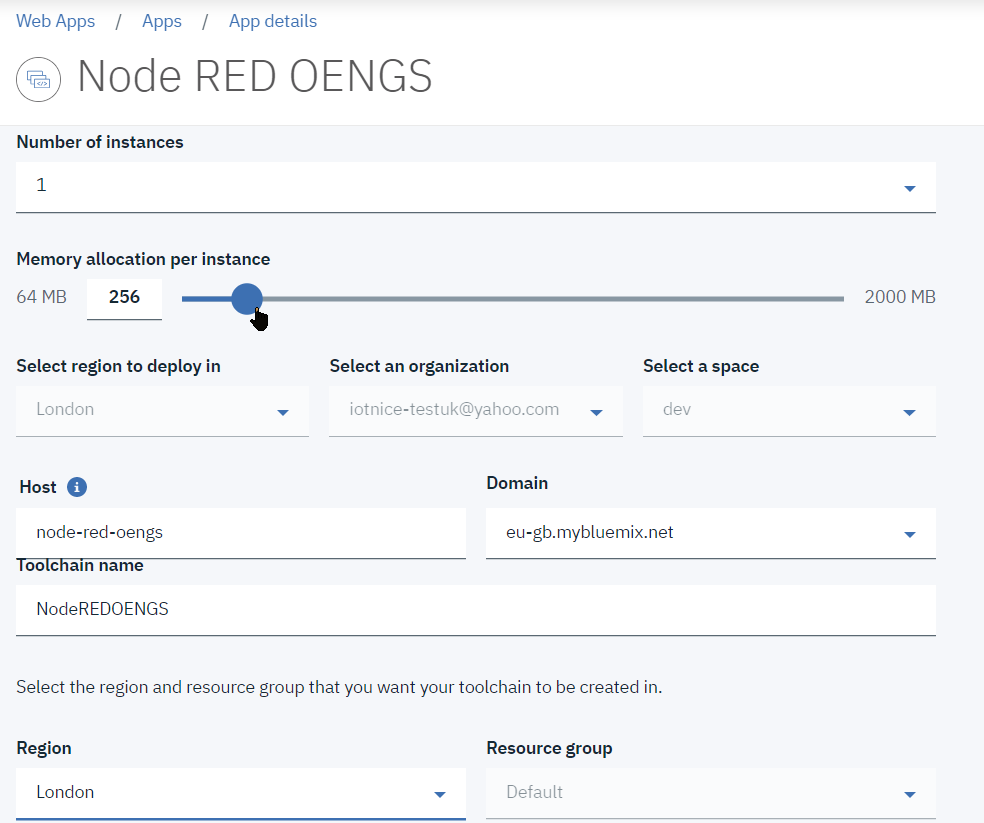 Web Apps / Apps / App details
Node RED OENGS
Number of instances
1
Memory allocation per instance
64 MB 256 2000 MB
Select region to deploy in Select an organization Select a space
London iotnice-testuk@yahoo.com dev
Host i Domain
node-red-oengs eu-gb.mybluemix.net
Toolchain name
NodeREDOENGS
Select the region and resource group that you want your toolchain to be created in.
Region Resource group
London Default